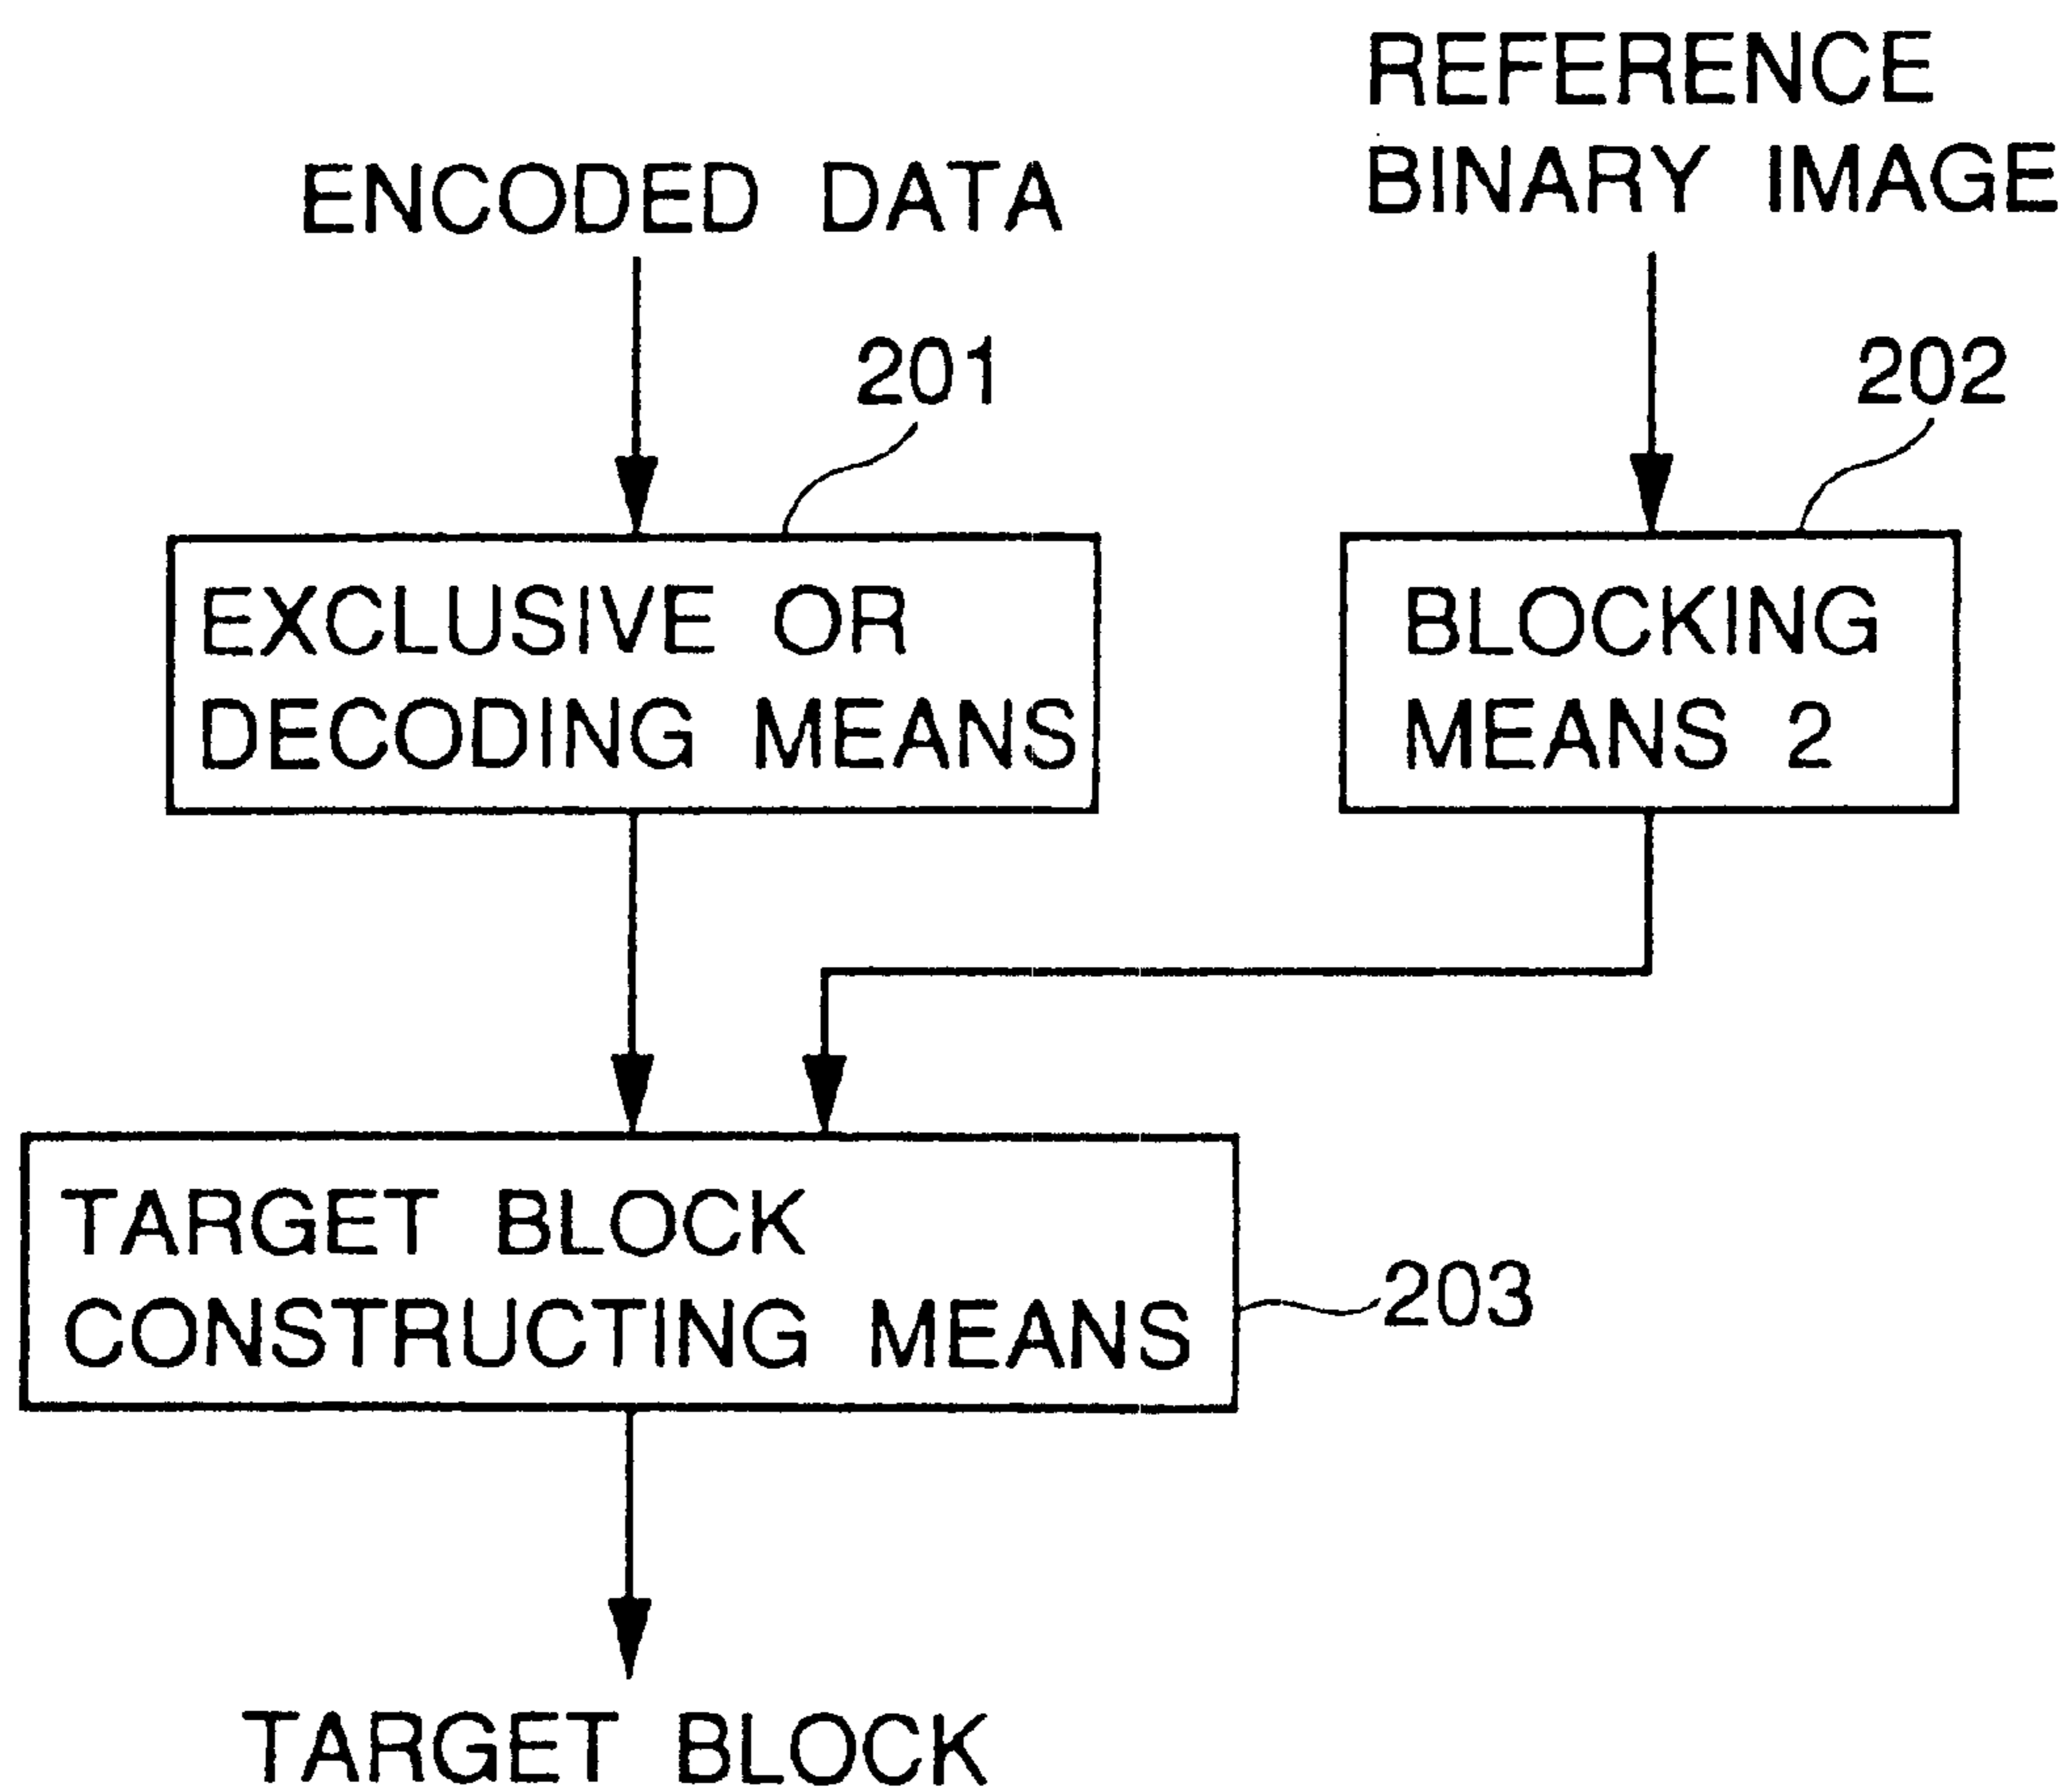 REFERENCE
BINARY IMAGE
ENCODED DATA
201
202
EXCLUSIVE OR
DECODING MEANS
BLOCKING
MEANS 2
TARGET BLOCK
CONSTRUCTING MEANS
203
TARGET BLOCK